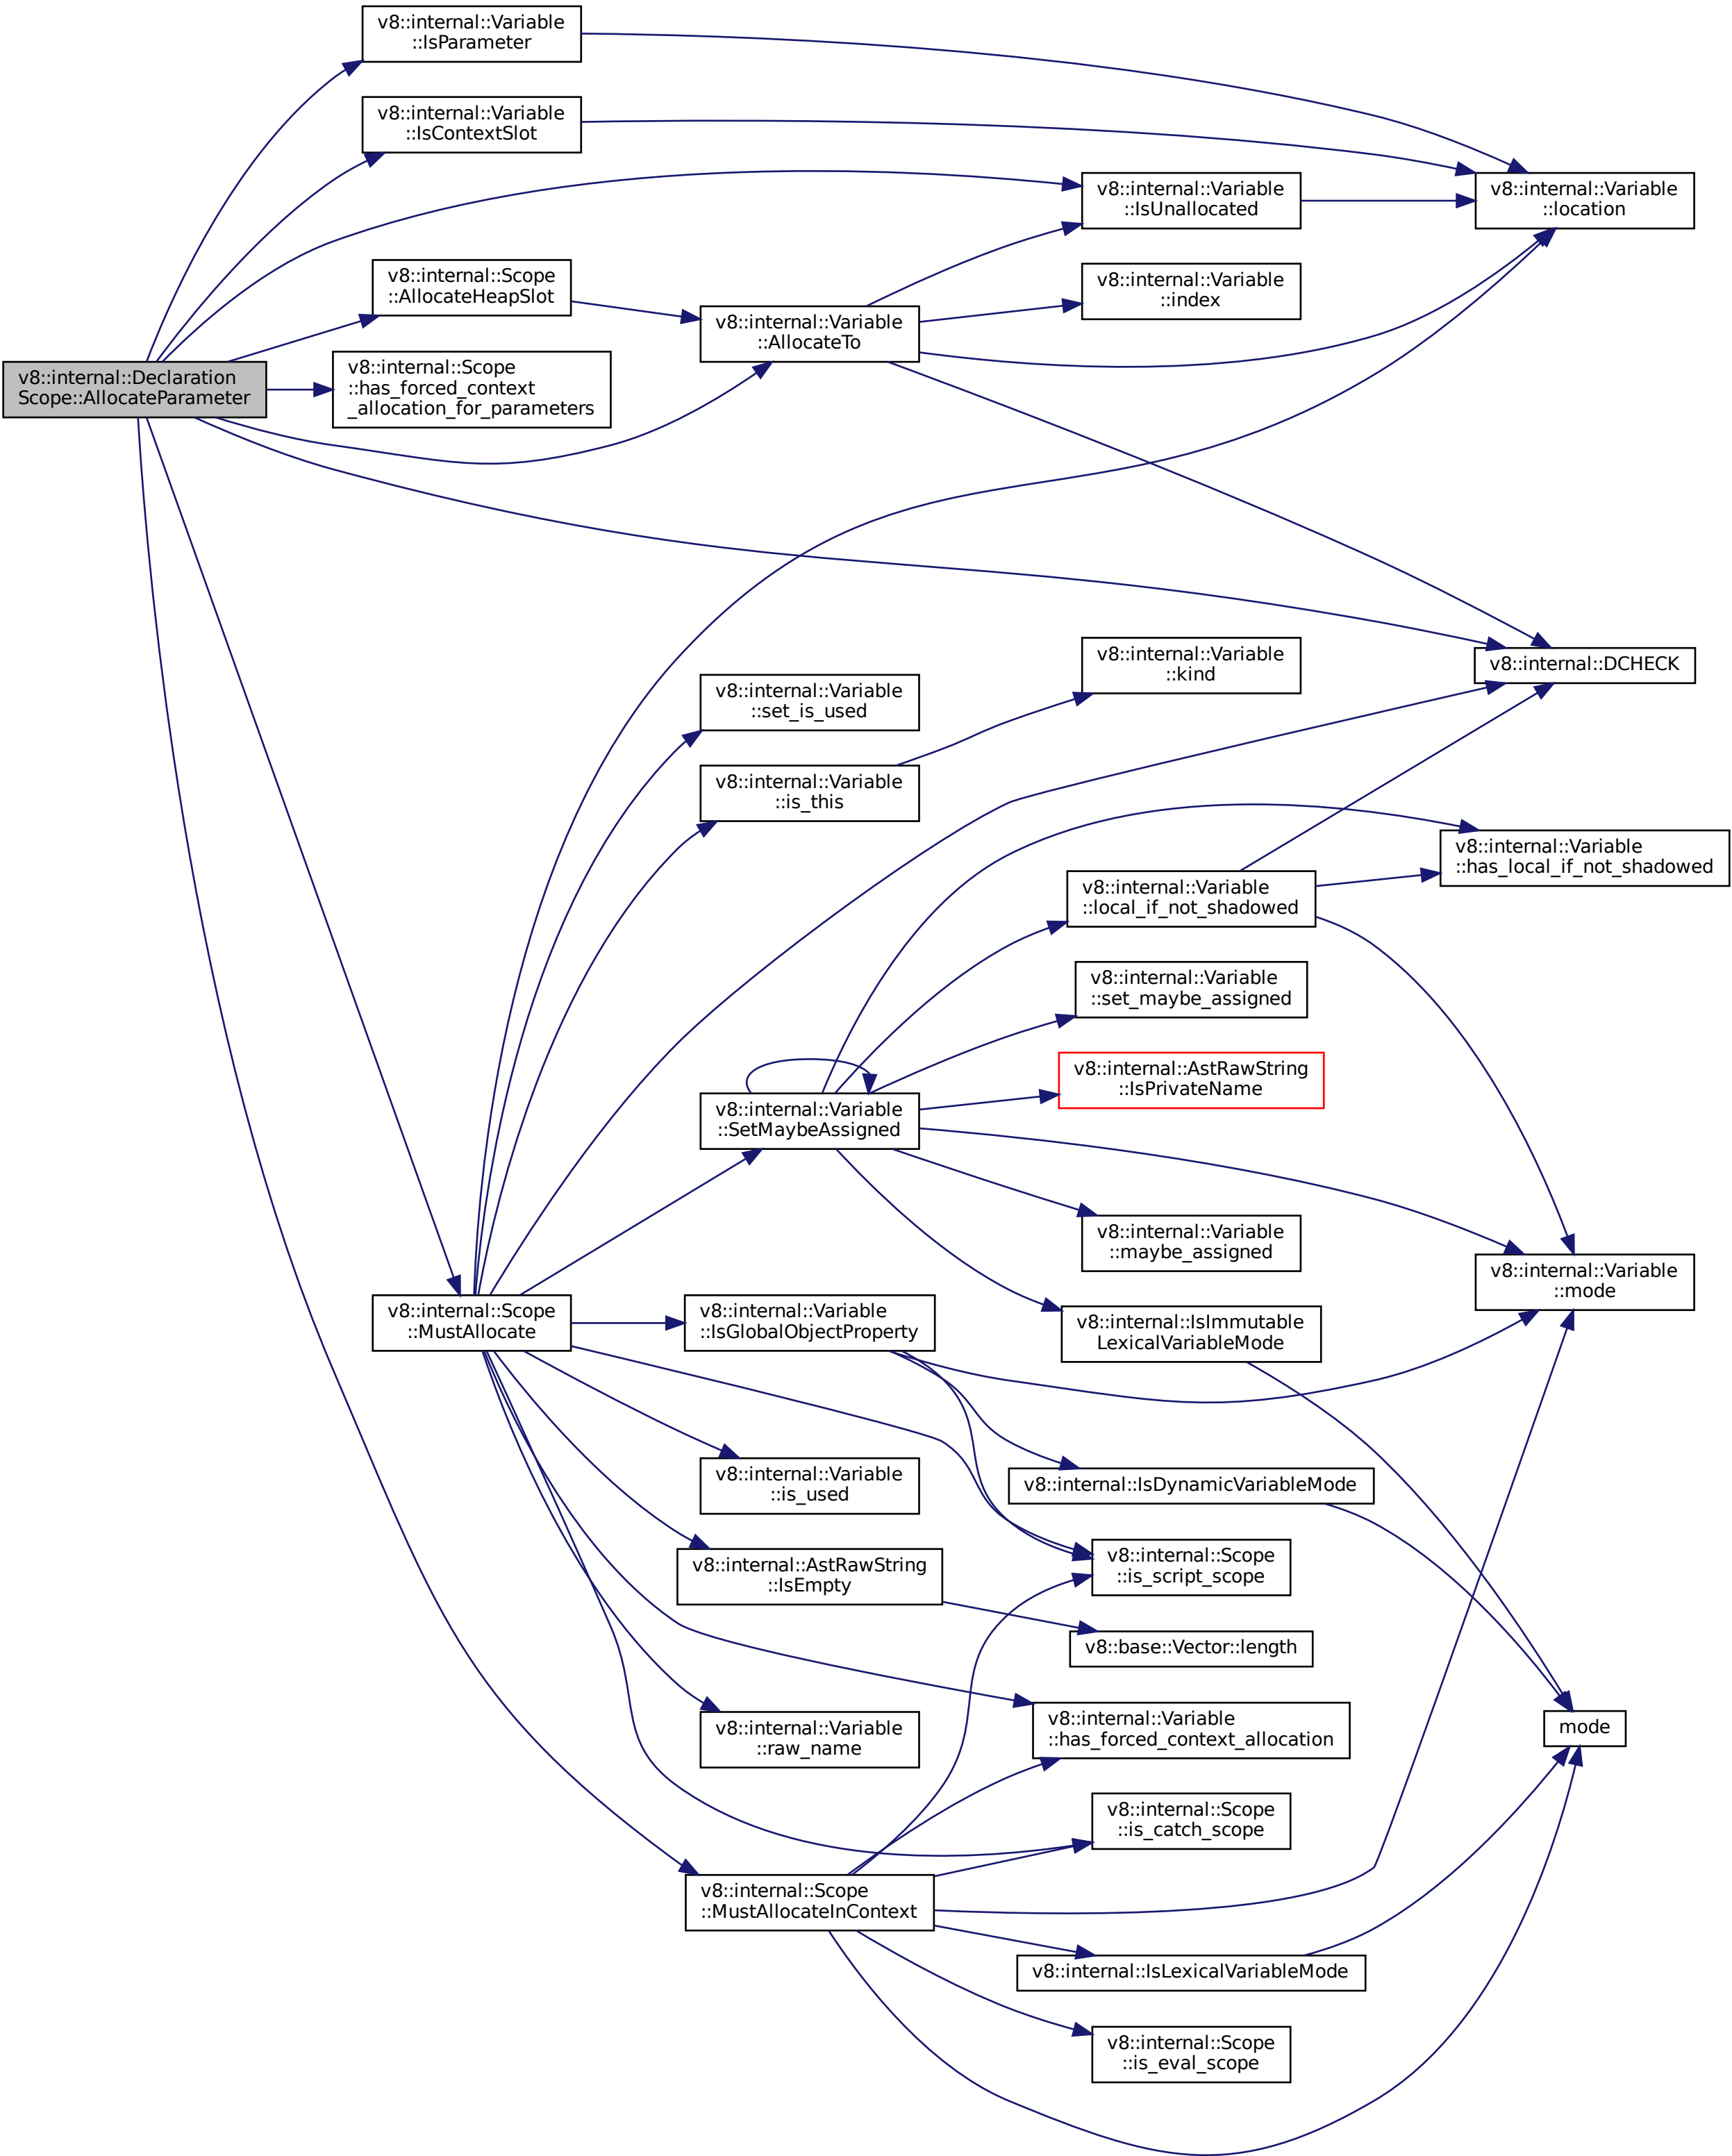 v8::internal::Variable
::IsParameter
v8::internal::Variable
::IsContextSlot
v8::internal::Variable
::IsUnallocated
v8::internal::Variable
::location
v8::internal::Scope
::AllocateHeapSlot
v8::internal::Variable
::index
v8::internal::Variable
::AllocateTo
v8::internal::Declaration
Scope::AllocateParameter
v8::internal::Scope
::has_forced_context
_allocation_for_parameters
v8::internal::Variable
::kind
v8::internal::DCHECK
v8::internal::Variable
::set_is_used
v8::internal::Variable
::is_this
v8::internal::Variable
::has_local_if_not_shadowed
v8::internal::Variable
::local_if_not_shadowed
v8::internal::Variable
::set_maybe_assigned
v8::internal::AstRawString
::IsPrivateName
v8::internal::Variable
::SetMaybeAssigned
v8::internal::Variable
::maybe_assigned
v8::internal::Variable
::mode
v8::internal::Scope
::MustAllocate
v8::internal::Variable
::IsGlobalObjectProperty
v8::internal::IsImmutable
LexicalVariableMode
v8::internal::Variable
::is_used
v8::internal::IsDynamicVariableMode
v8::internal::Scope
::is_script_scope
v8::internal::AstRawString
::IsEmpty
v8::base::Vector::length
v8::internal::Variable
::raw_name
v8::internal::Variable
::has_forced_context_allocation
mode
v8::internal::Scope
::is_catch_scope
v8::internal::Scope
::MustAllocateInContext
v8::internal::IsLexicalVariableMode
v8::internal::Scope
::is_eval_scope